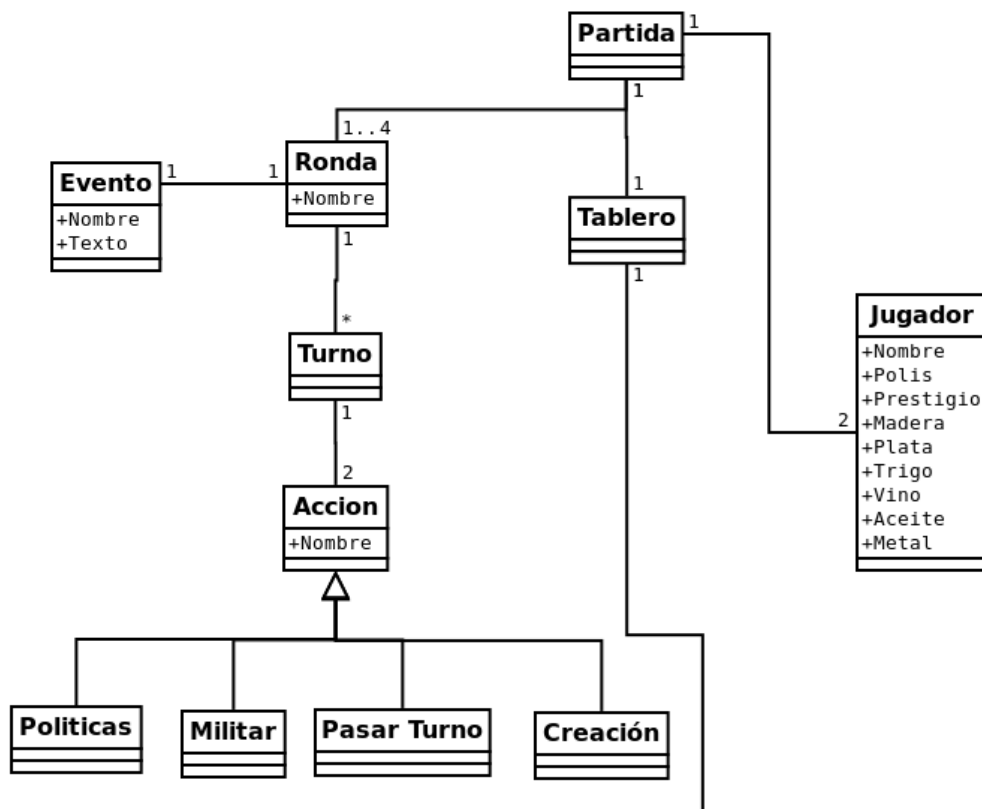 Partida
1
1
1..4
Ronda
+Nombre
1
1
Evento
+Nombre
+Texto
1
Tablero
1
1
*
Turno
1
2
Accion
+Nombre
Jugador
+Nombre
+Polis
+Prestigio
+Madera
+Plata
+Trigo
+Vino
+Aceite
+Metal
2
Politicas
Militar
Pasar Turno
Creación